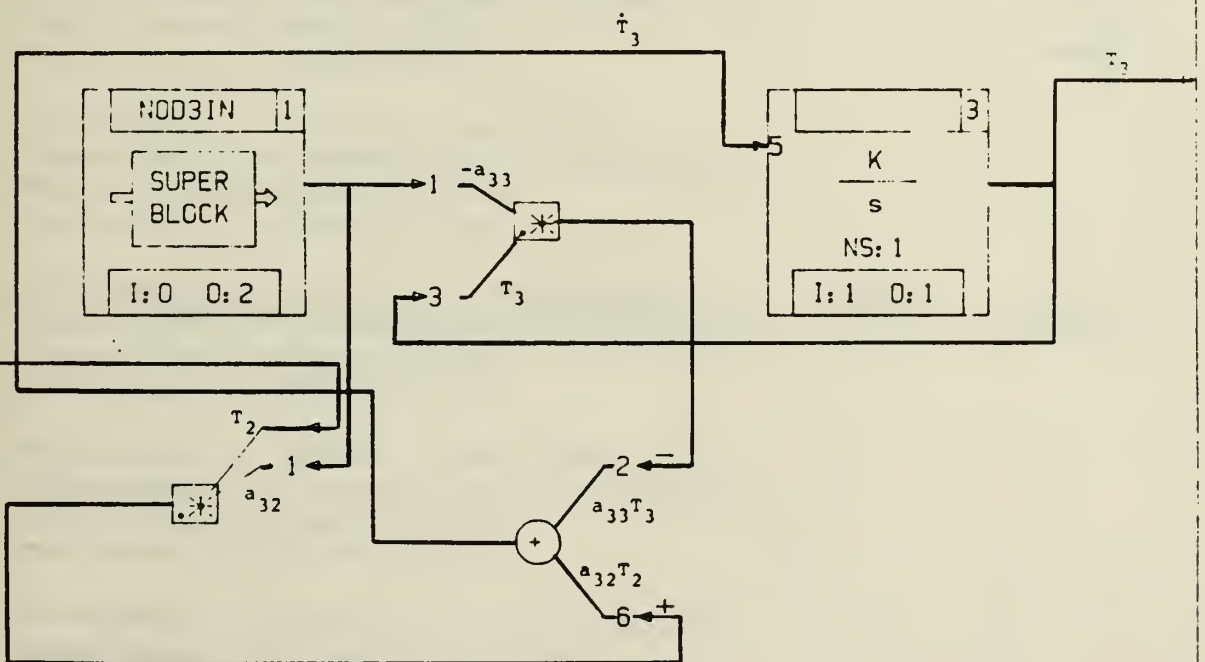 Ṫ3
T3
NOD3IN 1
SUPER
BLOCK
I: 0 O: 2
1 -a33
3 T3
3
5
K
s
NS: 1
I: 1 O: 1
T2
1
a32
2 −
a33T3
+
a32T2
6 +